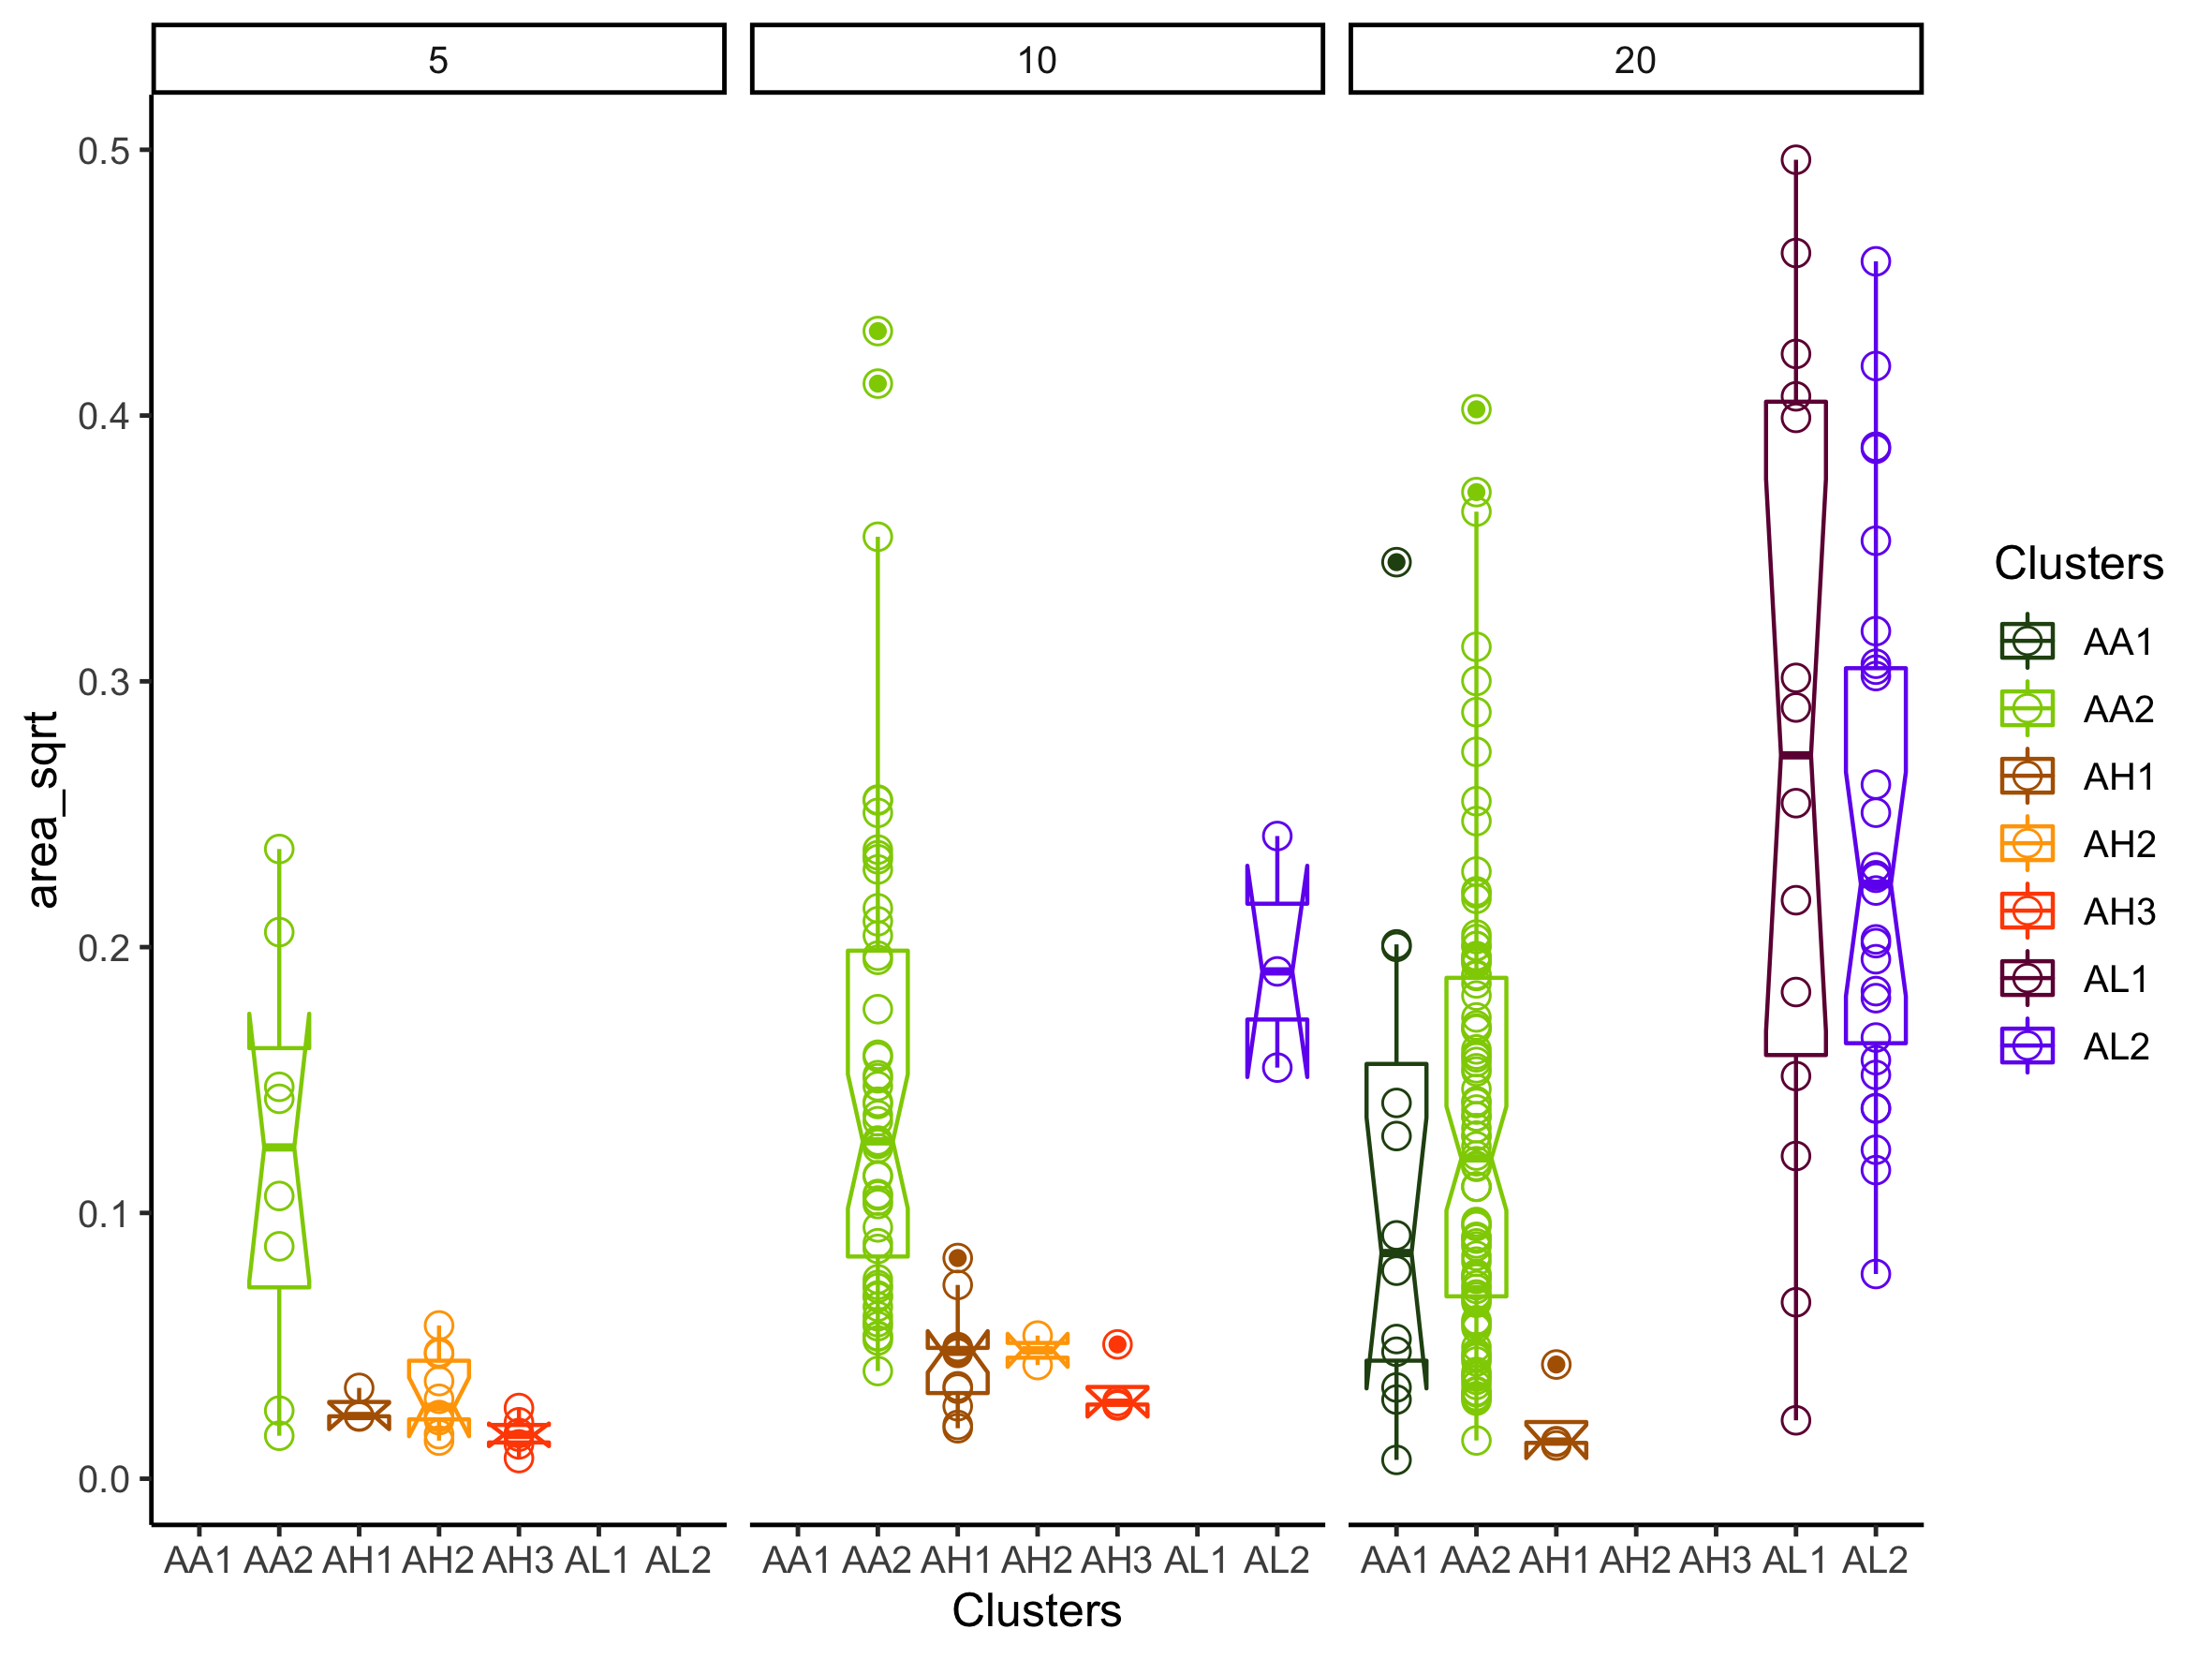 5 10 20
0.5
0.4
0.3
0.2
0.1
0.0
area_sqrt
AA1 AA2 AH1 AH2 AH3 AL1 AL2 AA1 AA2 AH1 AH2 AH3 AL1 AL2 AA1 AA2 AH1 AH2 AH3 AL1 AL2
Clusters
Clusters
AA1
AA2
AH1
AH2
AH3
AL1
AL2